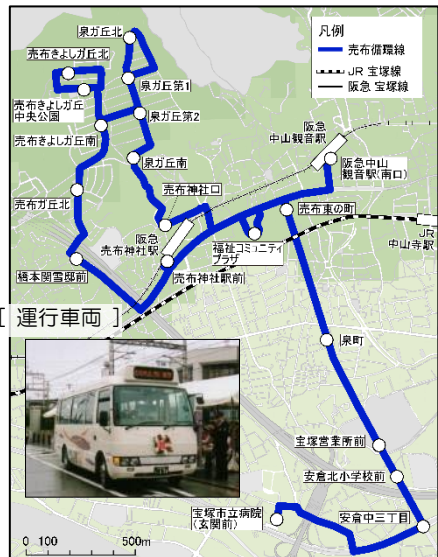 凡例
売布循環線
JR 宝塚線
阪急 宝塚線
泉ガ丘北
売布きよしガ丘北
泉ガ丘第1
売布きよしガ丘
中央公園
泉ガ丘第2
売布きよしガ丘南
阪急
中山観音駅
泉ガ丘南
阪急中山
観音駅(南口)
売布神社口
売布ガ丘北
売布東の町
阪急
売布神社駅
福祉コミュニティ
プラザ
JR
中山寺駅
橋本関雪邸前
売布神社駅前
[ 運行車両 ]
泉町
宝塚営業所前
安倉北小学校前
宝塚市立病院
(玄関前)
安倉中三丁目
0 100 500m